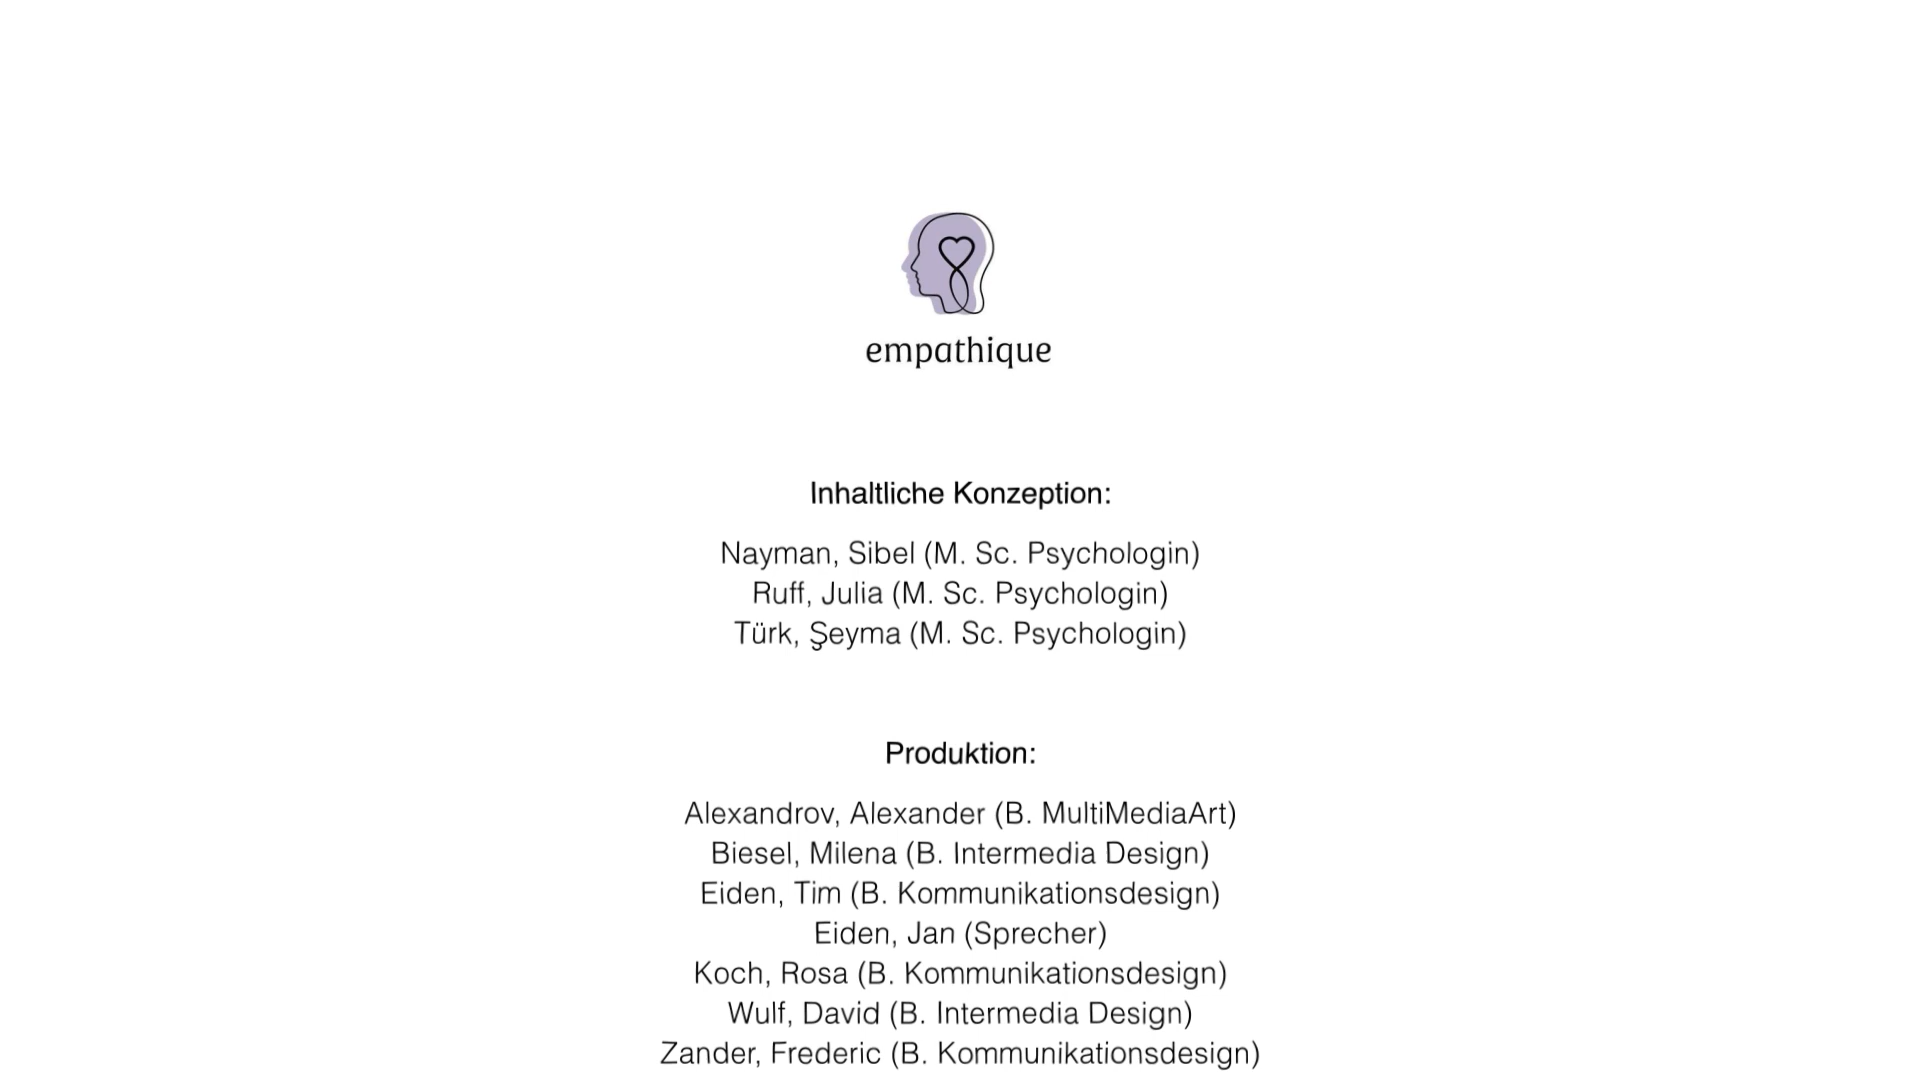 empathique
Inhaltliche Konzeption:
Nayman, Sibel (M. Sc. Psychologin)
Ruff, Julia (M. Sc. Psychologin)
Türk, Şeyma (M. Sc. Psychologin)
Produktion:
Alexandrov, Alexander (B. MultiMediaArt)
Biesel, Milena (B. Intermedia Design)
Eiden, Tim (B. Kommunikationsdesign)
Eiden, Jan (Sprecher)
Koch, Rosa (B. Kommunikationsdesign)
Wulf, David (B. Intermedia Design)
Zander, Frederic (B. Kommunikationsdesign)